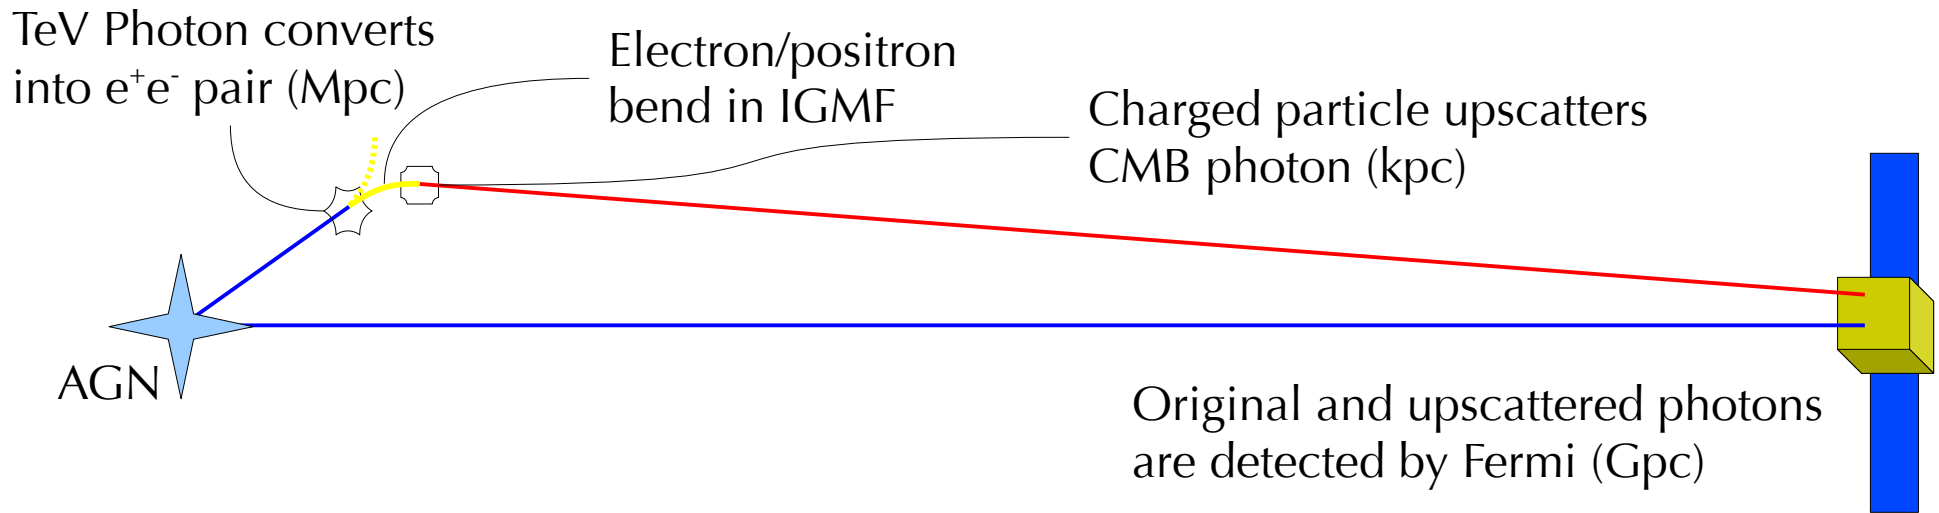 TeV Photon converts
into e⁺e⁻ pair (Mpc)
Electron/positron
bend in IGMF
Charged particle upscatters
CMB photon (kpc)
AGN
Original and upscattered photons
are detected by Fermi (Gpc)